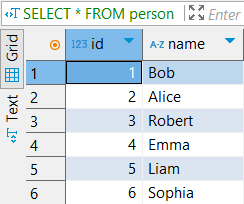 SELECT * FROM person Enter
Grid
Text
123 id A-Z name
1 1 Bob
2 2 Alice
3 3 Robert
4 4 Emma
5 5 Liam
6 6 Sophia